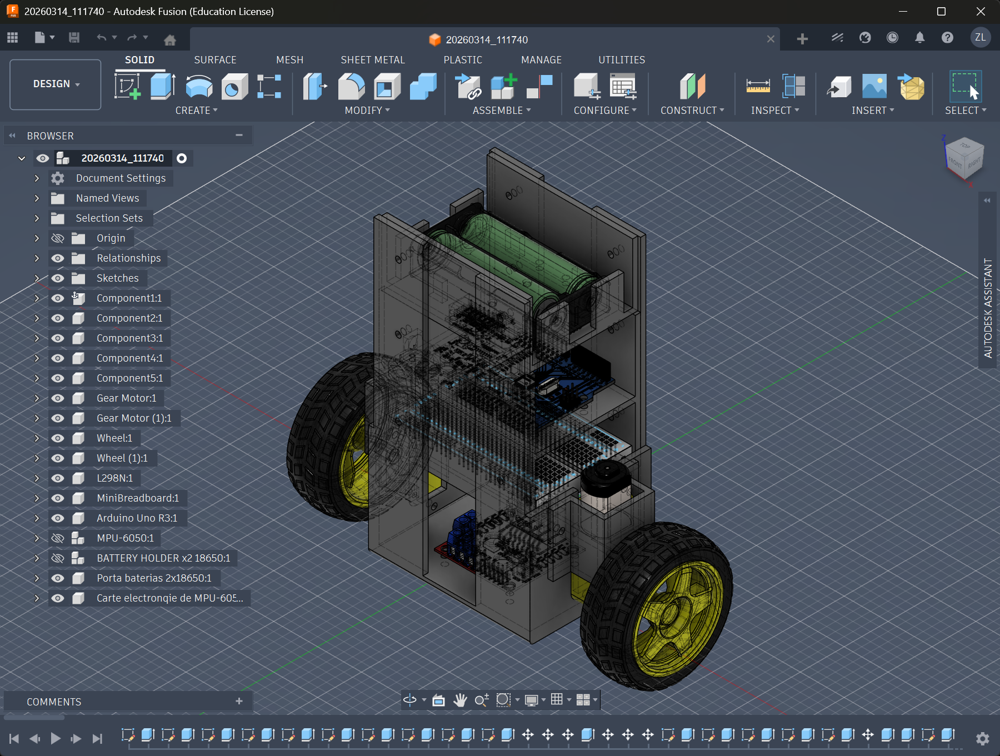 20260314_111740 - Autodesk Fusion (Education License)
20260314_111740
ZL
DESIGN
SOLID
SURFACE
MESH
SHEET METAL
PLASTIC
MANAGE
UTILITIES
CREATE
MODIFY
ASSEMBLE
CONFIGURE
CONSTRUCT
INSPECT
INSERT
SELECT
BROWSER
20260314_111740
Document Settings
Named Views
Selection Sets
Origin
Relationships
Sketches
Component1:1
Component2:1
Component3:1
Component4:1
Component5:1
Gear Motor:1
Gear Motor (1):1
Wheel:1
Wheel (1):1
L298N:1
MiniBreadboard:1
Arduino Uno R3:1
MPU-6050:1
BATTERY HOLDER x2 18650:1
Porta baterias 2x18650:1
Carte electronqie de MPU-605...
Z
TOP
FRONT
RIGHT
X
AUTODESK ASSISTANT
COMMENTS